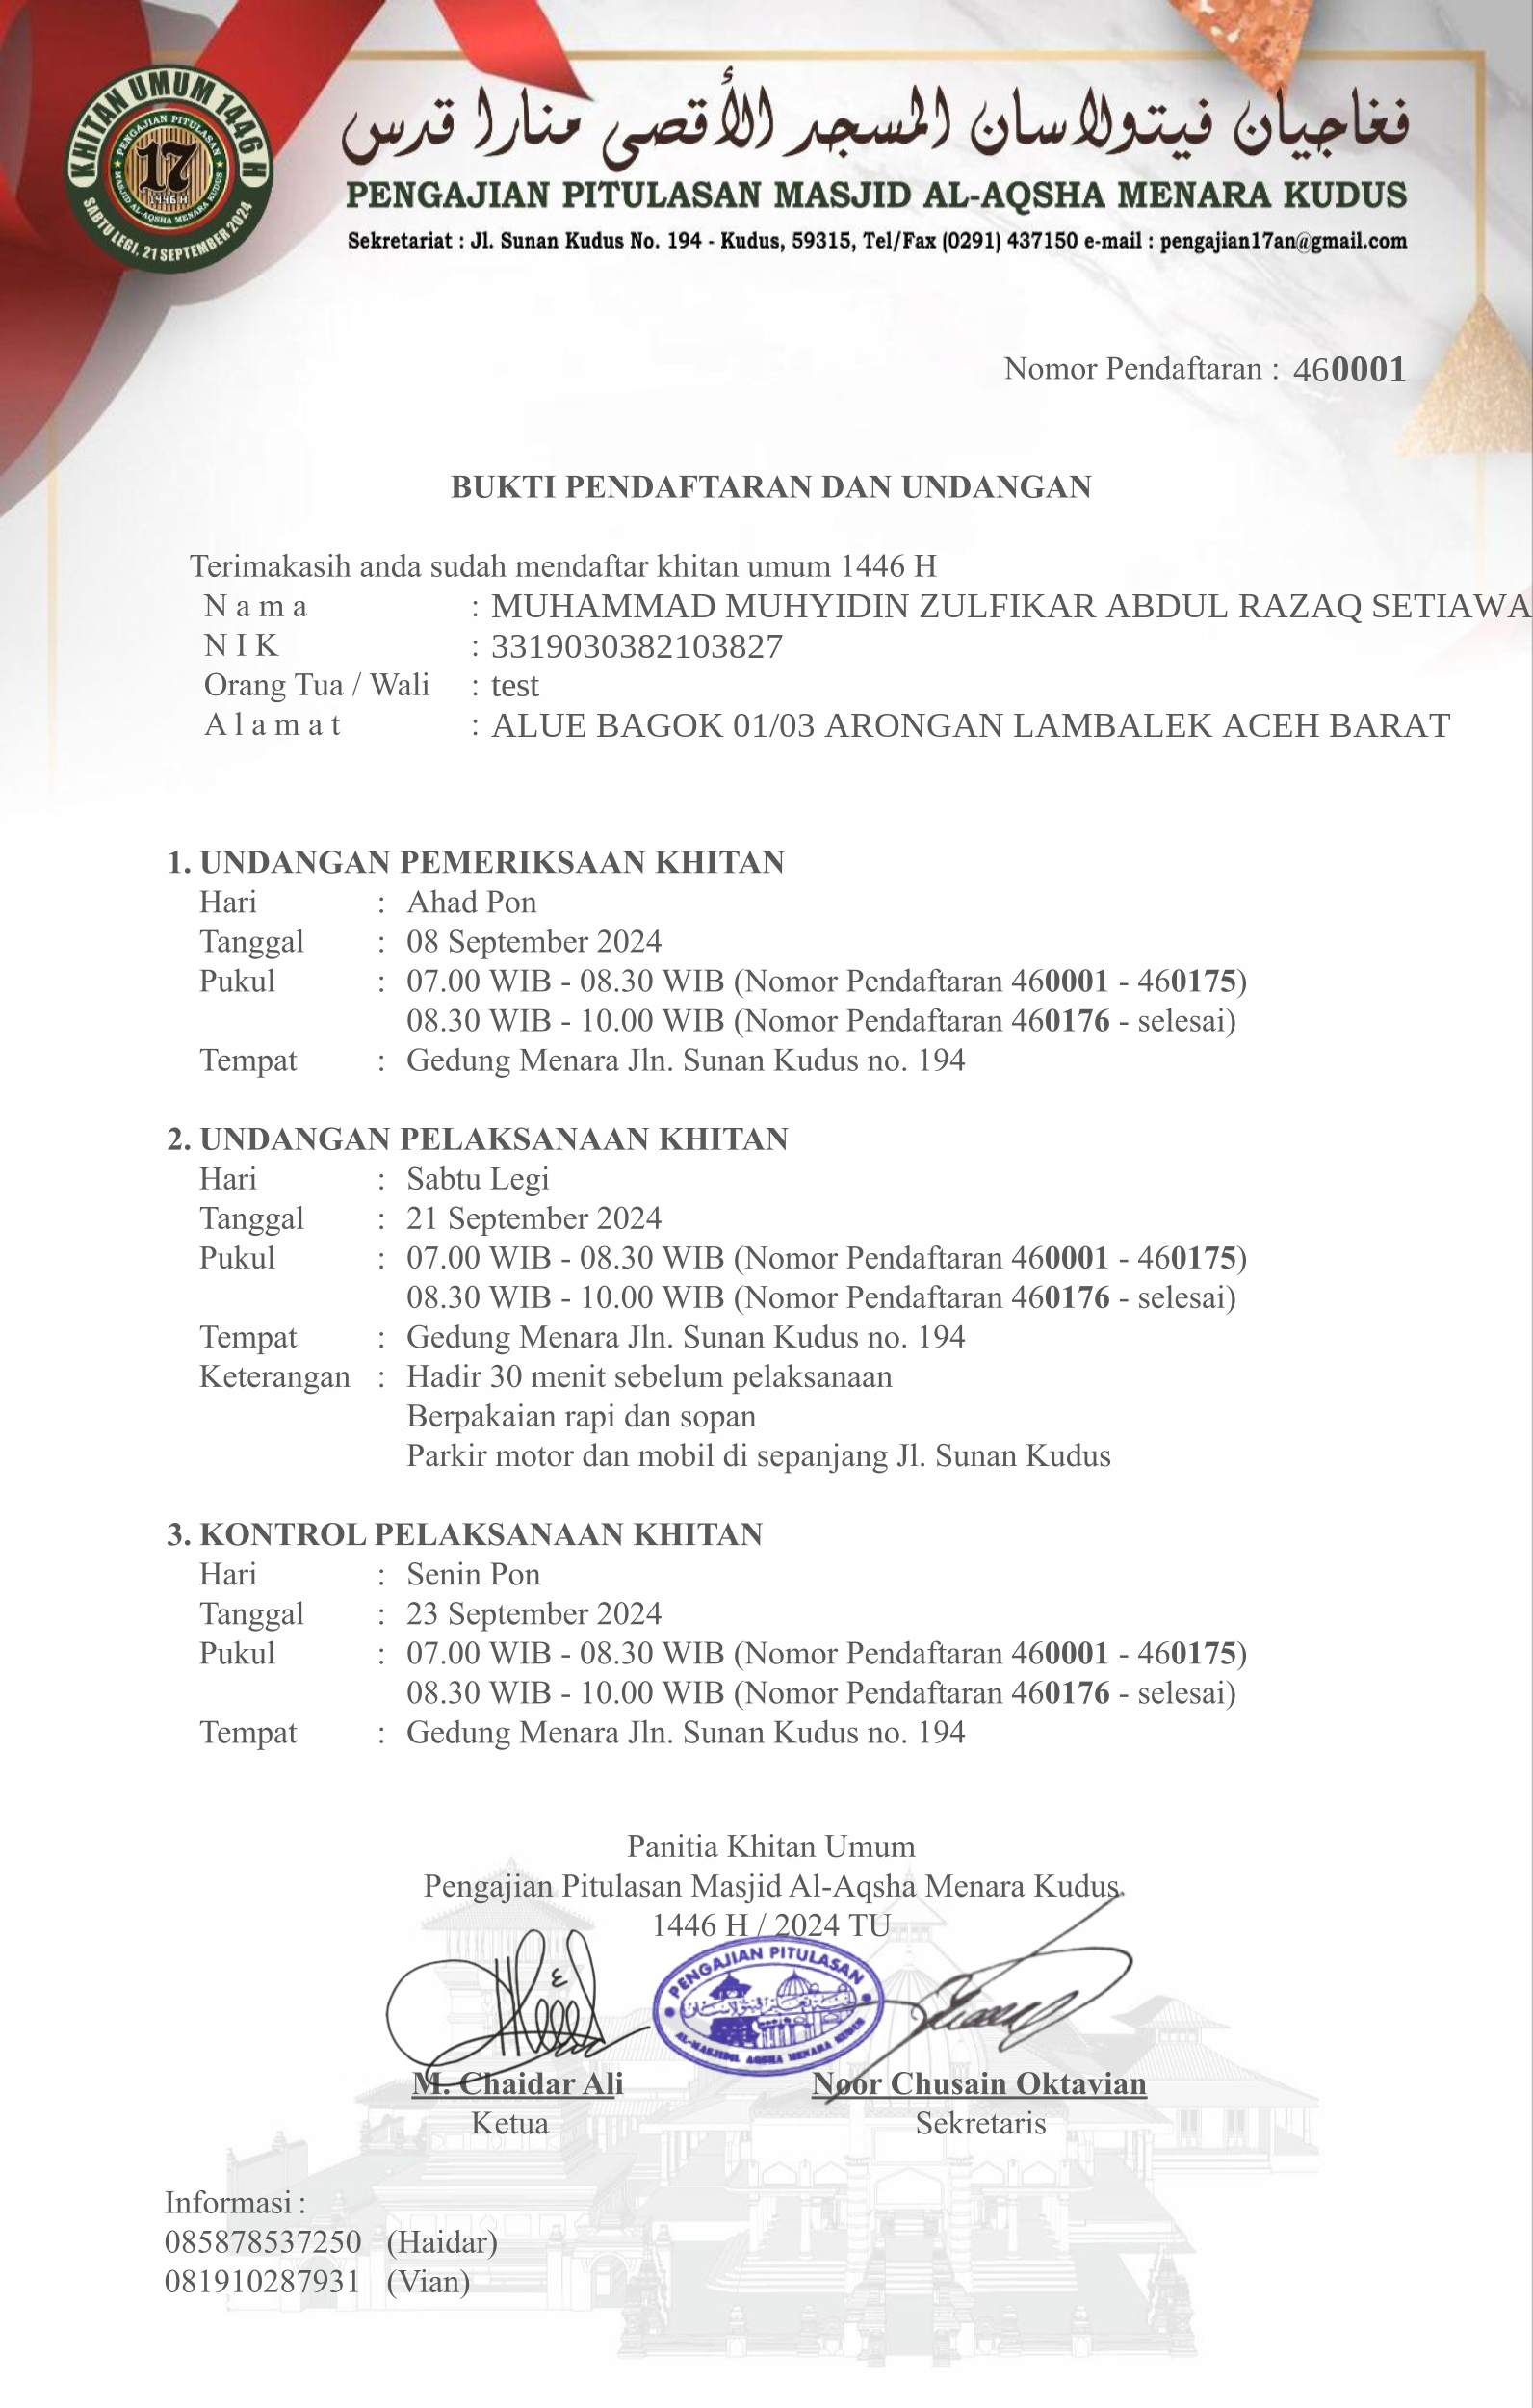 KHITAN UMUM 1446 H
PENGAJIAN PITULASAN
17
1446 H
MASJID AL-AQSHA MENARA KUDUS
SABTU LEGI, 21 SEPTEMBER 2024
فغاجيان فيتولاسان المسجد الأقصى منارا قدس
PENGAJIAN PITULASAN MASJID AL-AQSHA MENARA KUDUS
Sekretariat : Jl. Sunan Kudus No. 194 - Kudus, 59315, Tel/Fax (0291) 437150 e-mail : pengajian17an@gmail.com
Nomor Pendaftaran : 460001
BUKTI PENDAFTARAN DAN UNDANGAN
Terimakasih anda sudah mendaftar khitan umum 1446 H
N a m a : MUHAMMAD MUHYIDIN ZULFIKAR ABDUL RAZAQ SETIAWA
N I K : 3319030382103827
Orang Tua / Wali : test
A l a m a t : ALUE BAGOK 01/03 ARONGAN LAMBALEK ACEH BARAT
1. UNDANGAN PEMERIKSAAN KHITAN
Hari : Ahad Pon
Tanggal : 08 September 2024
Pukul : 07.00 WIB - 08.30 WIB (Nomor Pendaftaran 460001 - 460175)
08.30 WIB - 10.00 WIB (Nomor Pendaftaran 460176 - selesai)
Tempat : Gedung Menara Jln. Sunan Kudus no. 194
2. UNDANGAN PELAKSANAAN KHITAN
Hari : Sabtu Legi
Tanggal : 21 September 2024
Pukul : 07.00 WIB - 08.30 WIB (Nomor Pendaftaran 460001 - 460175)
08.30 WIB - 10.00 WIB (Nomor Pendaftaran 460176 - selesai)
Tempat : Gedung Menara Jln. Sunan Kudus no. 194
Keterangan : Hadir 30 menit sebelum pelaksanaan
Berpakaian rapi dan sopan
Parkir motor dan mobil di sepanjang Jl. Sunan Kudus
3. KONTROL PELAKSANAAN KHITAN
Hari : Senin Pon
Tanggal : 23 September 2024
Pukul : 07.00 WIB - 08.30 WIB (Nomor Pendaftaran 460001 - 460175)
08.30 WIB - 10.00 WIB (Nomor Pendaftaran 460176 - selesai)
Tempat : Gedung Menara Jln. Sunan Kudus no. 194
Panitia Khitan Umum
Pengajian Pitulasan Masjid Al-Aqsha Menara Kudus
1446 H / 2024 TU
PENGAJIAN PITULASAN
AL-MASJIDIL AQSHA MENARA KUDUS
M. Chaidar Ali
Noor Chusain Oktavian
Ketua
Sekretaris
Informasi :
085878537250 (Haidar)
081910287931 (Vian)